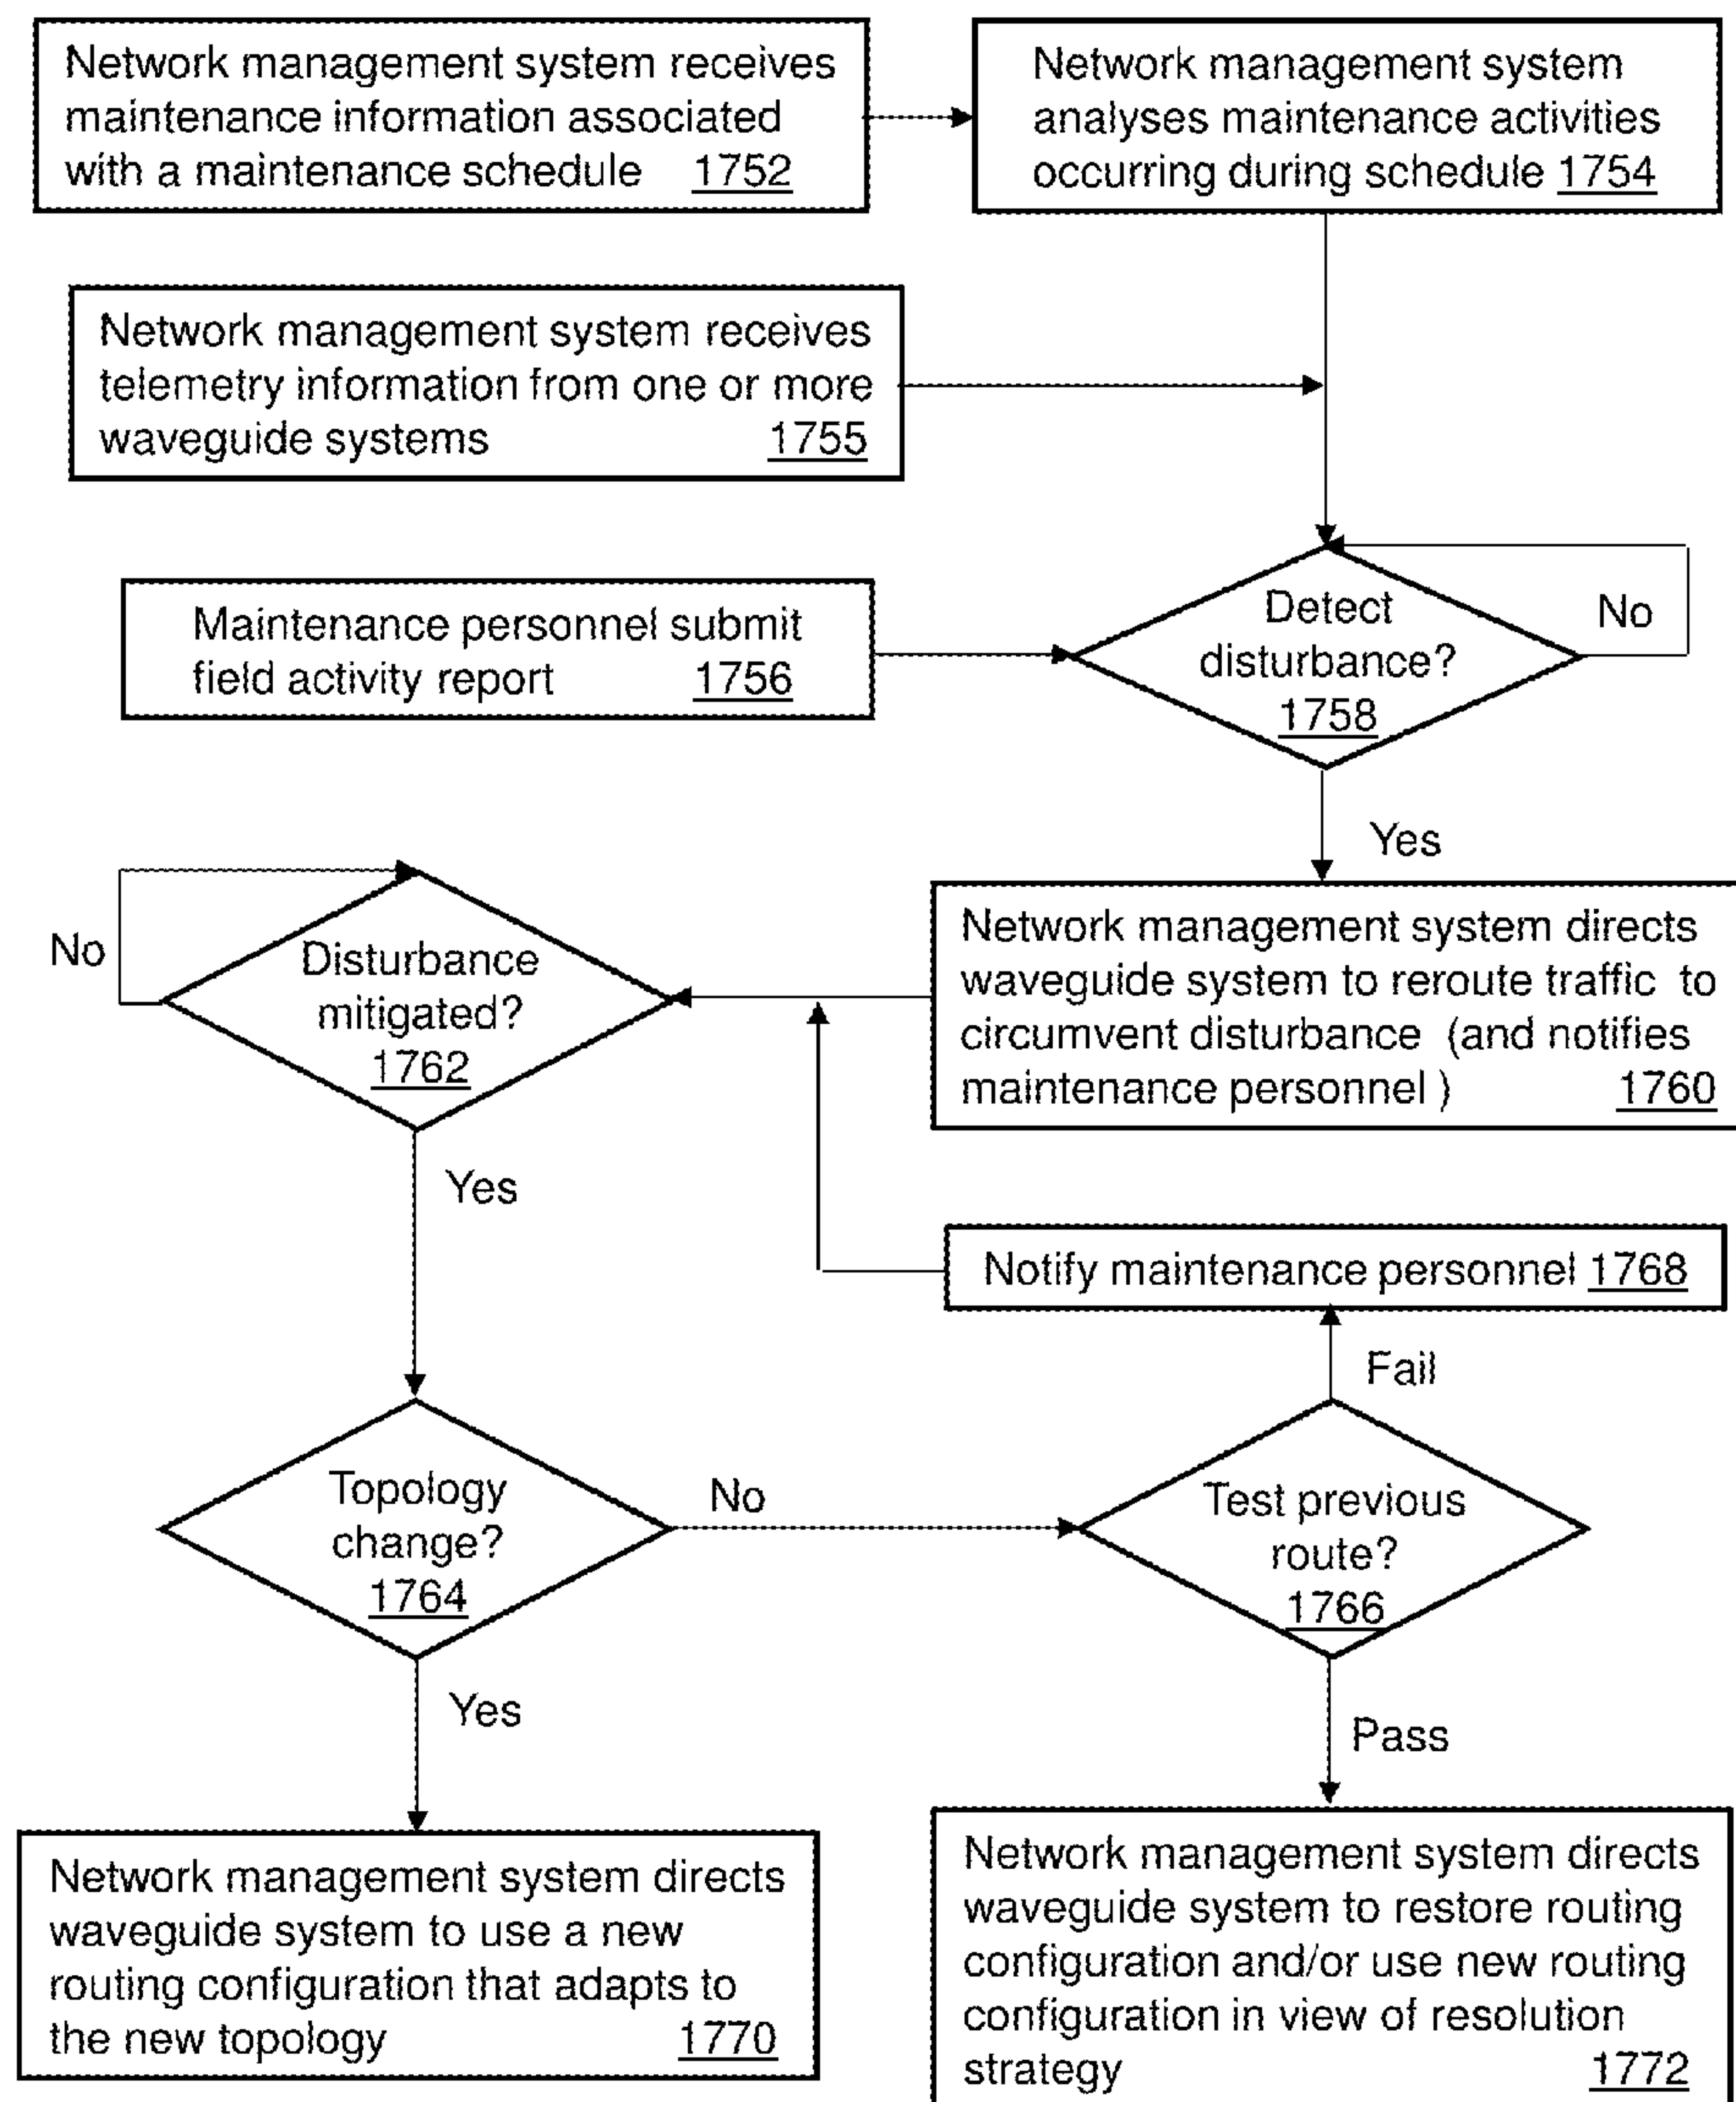 Network management system receives
maintenance information associated
with a maintenance schedule 1752
Network management system
analyses maintenance activities
occurring during schedule 1754
Network management system receives
telemetry information from one or more
waveguide systems 1755
Maintenance personnel submit
field activity report 1756
Detect
disturbance?
1758
No
Yes
Network management system directs
waveguide system to reroute traffic to
circumvent disturbance (and notifies
maintenance personnel ) 1760
No
Disturbance
mitigated?
1762
Yes
Notify maintenance personnel 1768
Fail
Topology
change?
1764
No
Test previous
route?
1766
Yes
Pass
Network management system directs
waveguide system to use a new
routing configuration that adapts to
the new topology 1770
Network management system directs
waveguide system to restore routing
configuration and/or use new routing
configuration in view of resolution
strategy 1772